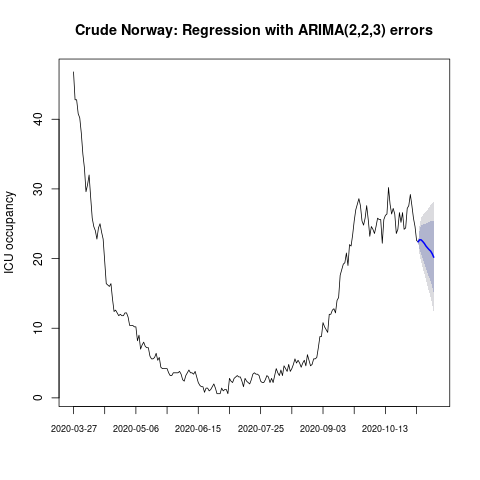 Crude Norway: Regression with ARIMA(2,2,3) errors
ICU occupancy
40
30
20
10
0
2020-03-27 2020-05-06 2020-06-15 2020-07-25 2020-09-03 2020-10-13